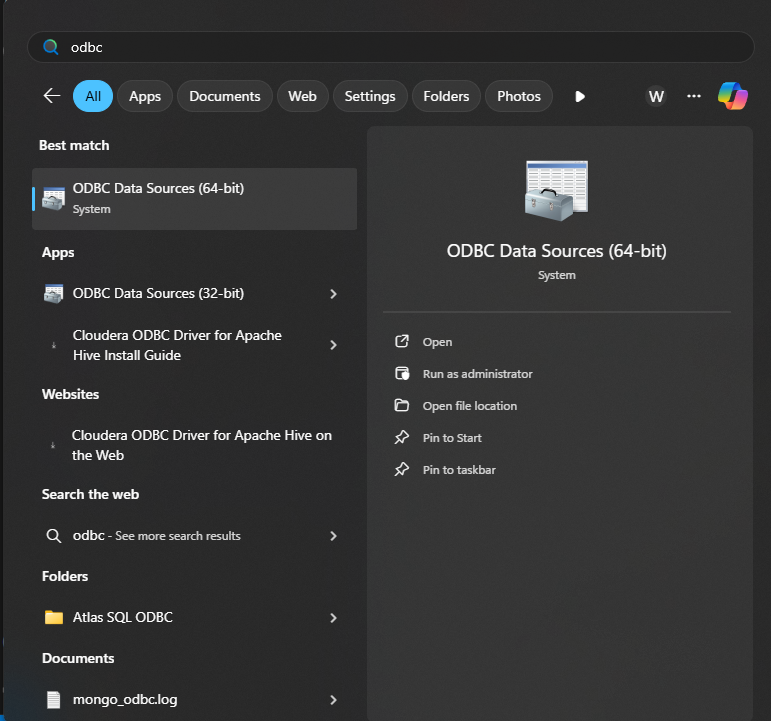 odbc
All
Apps
Documents
Web
Settings
Folders
Photos
W
Best match
ODBC Data Sources (64-bit)
System
Apps
ODBC Data Sources (32-bit)
Cloudera ODBC Driver for Apache
Hive Install Guide
Websites
Cloudera ODBC Driver for Apache Hive on
the Web
Search the web
odbc - See more search results
Folders
Atlas SQL ODBC
Documents
mongo_odbc.log
ODBC Data Sources (64-bit)
System
Open
Run as administrator
Open file location
Pin to Start
Pin to taskbar